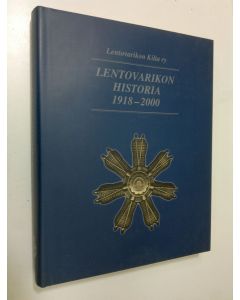 Lentovarikon Kilta ry
LENTOVARIKON
HISTORIA
1918–2000